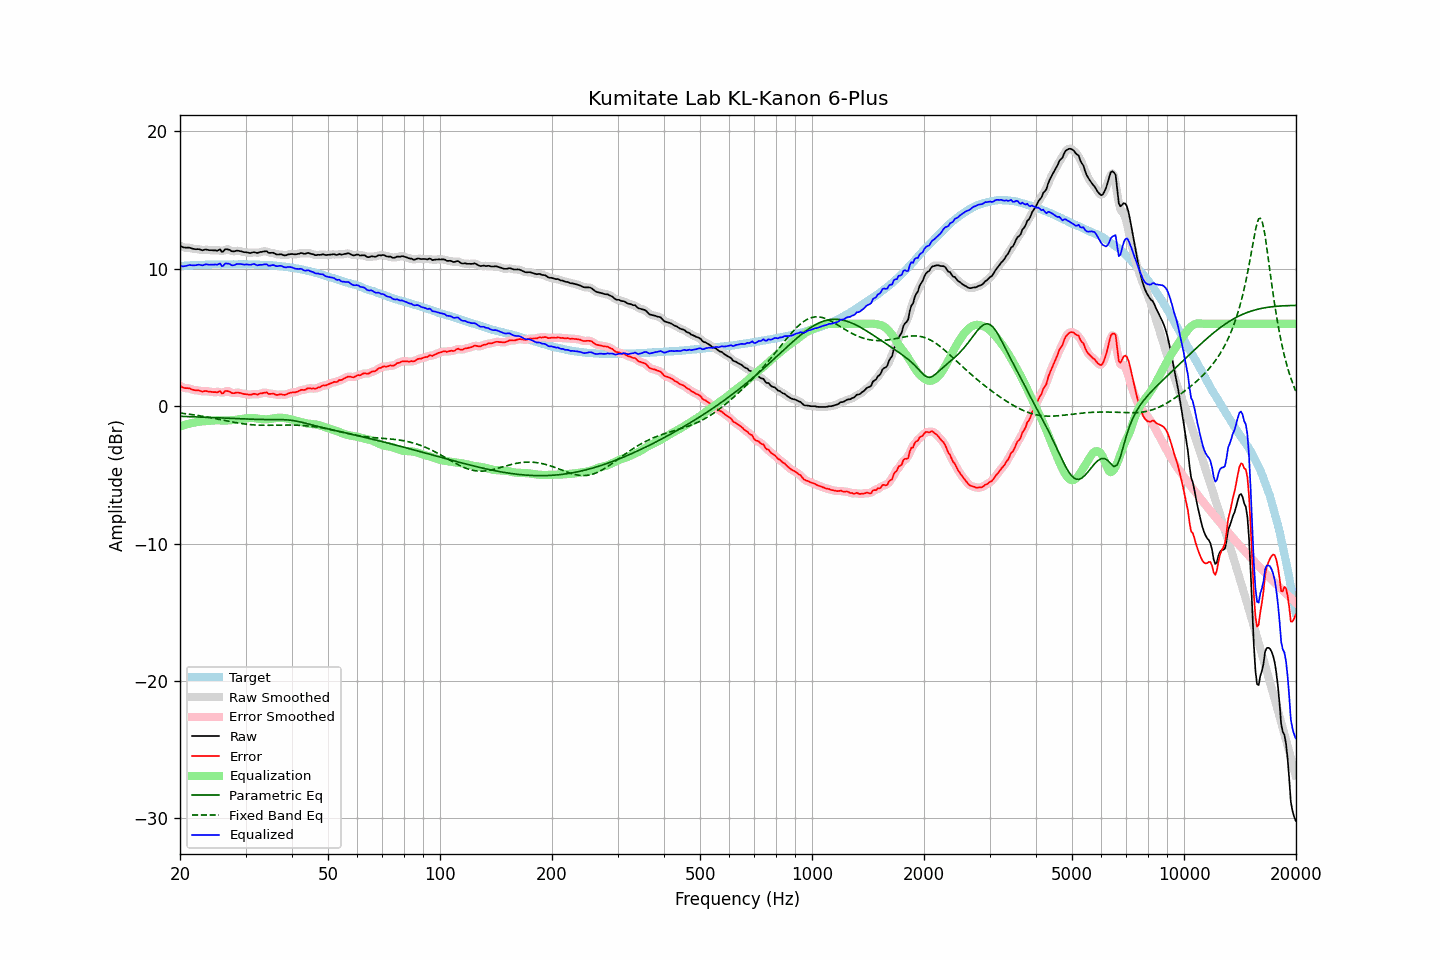 Kumitate Lab KL-Kanon 6-Plus
Amplitude (dBr)
20
10
0
−10
−20
−30
Target
Raw Smoothed
Error Smoothed
Raw
Error
Equalization
Parametric Eq
Fixed Band Eq
Equalized
20 50 100 200 500 1000 2000 5000 10000 20000
Frequency (Hz)